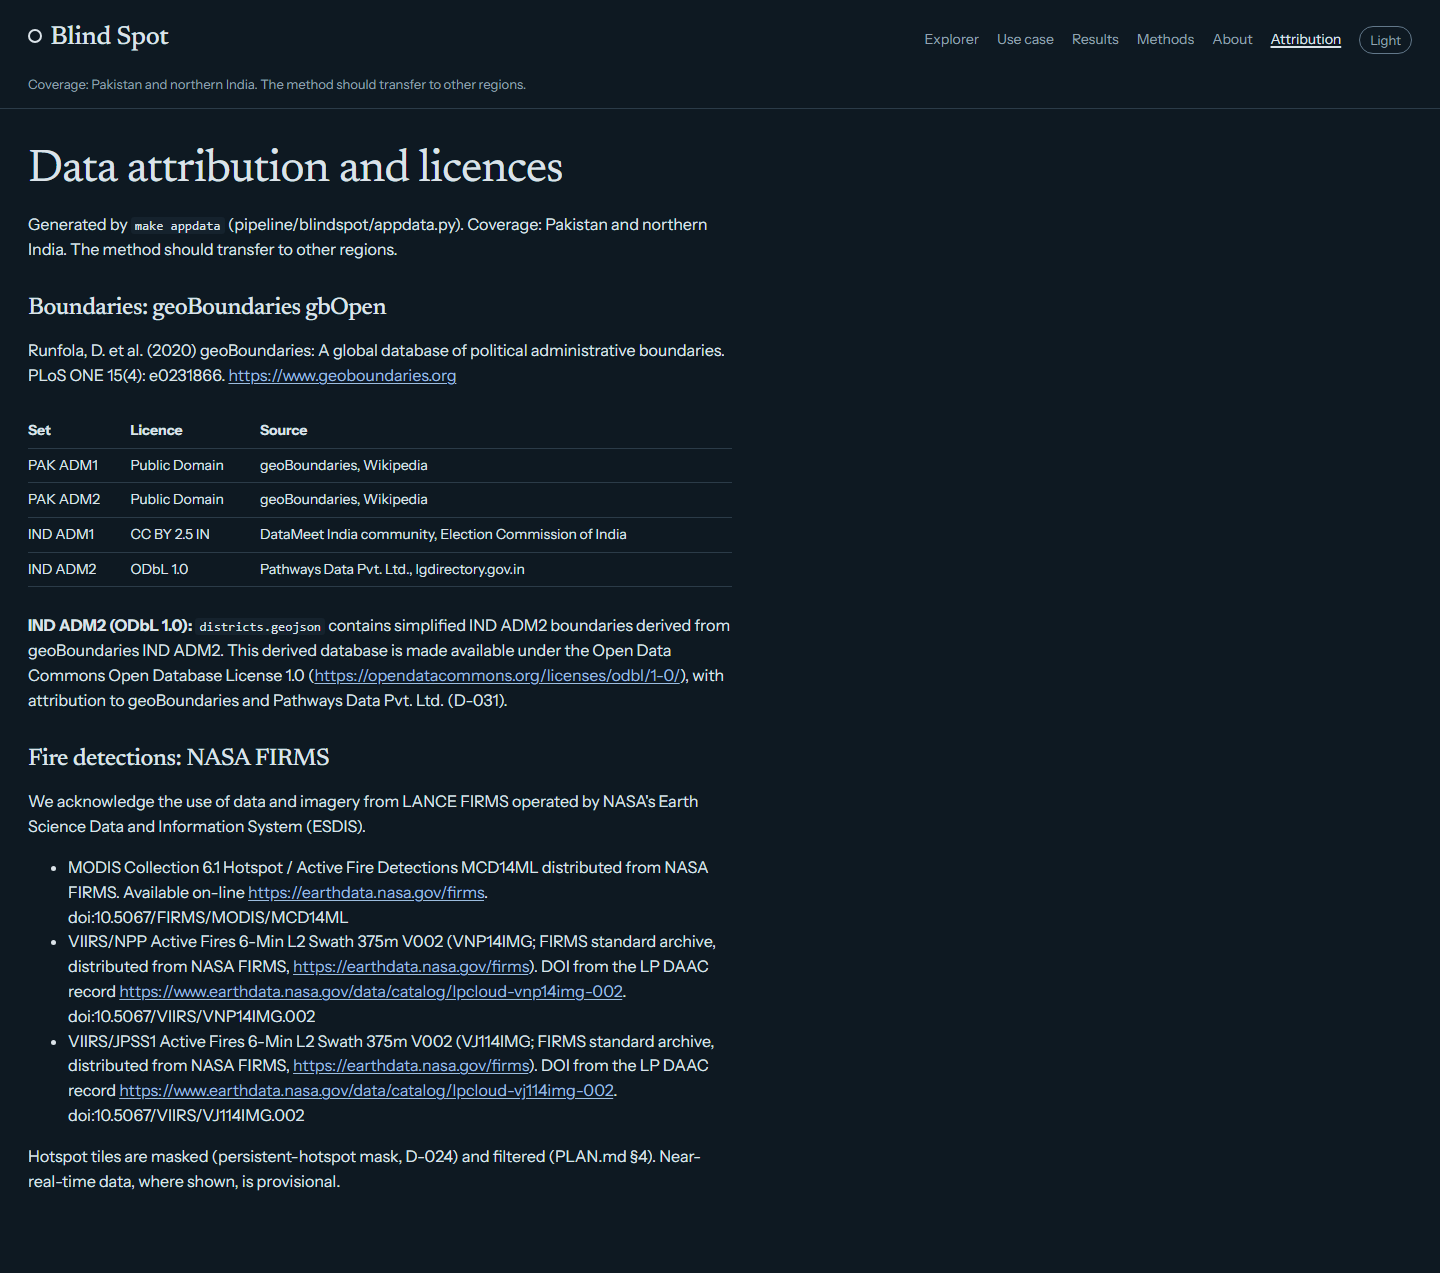 Blind Spot
Explorer Use case Results Methods About Attribution Light
Coverage: Pakistan and northern India. The method should transfer to other regions.
Data attribution and licences
Generated by make appdata (pipeline/blindspot/appdata.py). Coverage: Pakistan and northern
India. The method should transfer to other regions.
Boundaries: geoBoundaries gbOpen
Runfola, D. et al. (2020) geoBoundaries: A global database of political administrative boundaries.
PLoS ONE 15(4): e0231866. https://www.geoboundaries.org
Set Licence Source
PAK ADM1 Public Domain geoBoundaries, Wikipedia
PAK ADM2 Public Domain geoBoundaries, Wikipedia
IND ADM1 CC BY 2.5 IN DataMeet India community, Election Commission of India
IND ADM2 ODbL 1.0 Pathways Data Pvt. Ltd., lgdirectory.gov.in
IND ADM2 (ODbL 1.0): districts.geojson contains simplified IND ADM2 boundaries derived from
geoBoundaries IND ADM2. This derived database is made available under the Open Data
Commons Open Database License 1.0 (https://opendatacommons.org/licenses/odbl/1-0/), with
attribution to geoBoundaries and Pathways Data Pvt. Ltd. (D-031).
Fire detections: NASA FIRMS
We acknowledge the use of data and imagery from LANCE FIRMS operated by NASA's Earth
Science Data and Information System (ESDIS).
• MODIS Collection 6.1 Hotspot / Active Fire Detections MCD14ML distributed from NASA
FIRMS. Available on-line https://earthdata.nasa.gov/firms.
doi:10.5067/FIRMS/MODIS/MCD14ML
• VIIRS/NPP Active Fires 6-Min L2 Swath 375m V002 (VNP14IMG; FIRMS standard archive,
distributed from NASA FIRMS, https://earthdata.nasa.gov/firms). DOI from the LP DAAC
record https://www.earthdata.nasa.gov/data/catalog/lpcloud-vnp14img-002.
doi:10.5067/VIIRS/VNP14IMG.002
• VIIRS/JPSS1 Active Fires 6-Min L2 Swath 375m V002 (VJ114IMG; FIRMS standard archive,
distributed from NASA FIRMS, https://earthdata.nasa.gov/firms). DOI from the LP DAAC
record https://www.earthdata.nasa.gov/data/catalog/lpcloud-vj114img-002.
doi:10.5067/VIIRS/VJ114IMG.002
Hotspot tiles are masked (persistent-hotspot mask, D-024) and filtered (PLAN.md §4). Near-
real-time data, where shown, is provisional.